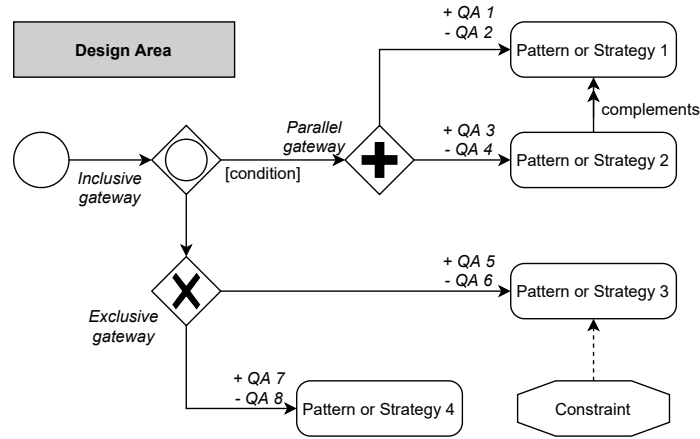 Design Area
+ QA 1
- QA 2
Pattern or Strategy 1
complements
Parallel
gateway
+ QA 3
- QA 4
Pattern or Strategy 2
[condition]
Inclusive
gateway
+ QA 5
- QA 6
Pattern or Strategy 3
Exclusive
gateway
+ QA 7
- QA 8
Pattern or Strategy 4
Constraint